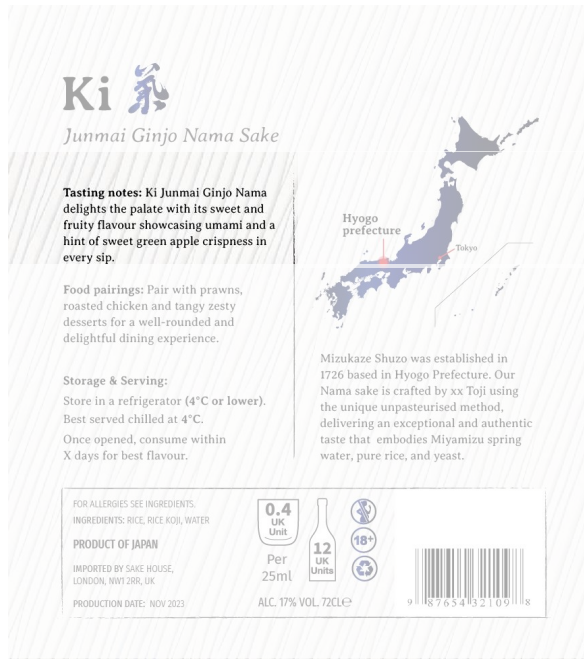 Ki 氣
Junmai Ginjo Nama Sake
Tasting notes: Ki Junmai Ginjo Nama
delights the palate with its sweet and
fruity flavour showcasing umami and a
hint of sweet green apple crispness in
every sip.
Food pairings: Pair with prawns,
roasted chicken and tangy zesty
desserts for a well-rounded and
delightful dining experience.
Storage & Serving:
Store in a refrigerator (4°C or lower).
Best served chilled at 4°C.
Once opened, consume within
X days for best flavour.
Hyogo
prefecture
Tokyo
Mizukaze Shuzo was established in
1726 based in Hyogo Prefecture. Our
Nama sake is crafted by xx Toji using
the unique unpasteurised method,
delivering an exceptional and authentic
taste that embodies Miyamizu spring
water, pure rice, and yeast.
FOR ALLERGIES SEE INGREDIENTS.
INGREDIENTS: RICE, RICE KOJI, WATER
PRODUCT OF JAPAN
IMPORTED BY SAKE HOUSE,
LONDON, NW1 2RR, UK
PRODUCTION DATE: NOV 2023
0.4
UK
Unit
Per
25ml
12
UK
Units
18+
ALC. 17% VOL. 72CL℮
9 87654 32109 8